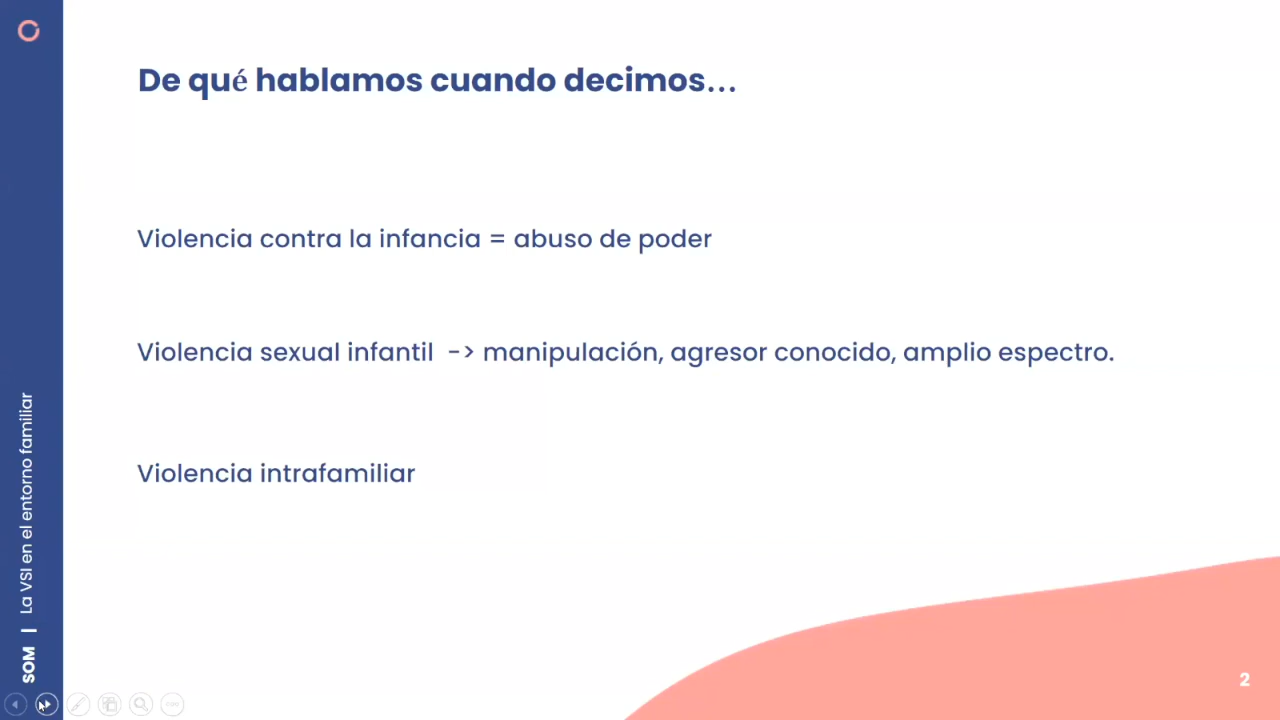 De qué hablamos cuando decimos...
Violencia contra la infancia = abuso de poder
Violencia sexual infantil -> manipulación, agresor conocido, amplio espectro.
Violencia intrafamiliar
SOM | La VSI en el entorno familiar
2